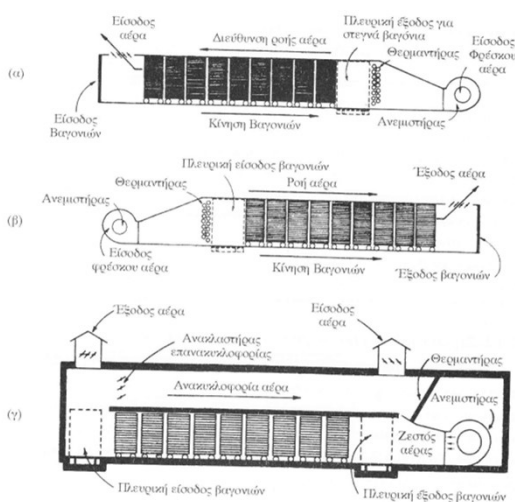 Είσοδος
αέρα
Διεύθυνση ροής αέρα
Πλευρική έξοδος για
στεγνά βαγόνια
Θερμαντήρας
Είσοδος
Φρέσκου
αέρα
(α)
Είσοδος
Βαγονιών
Κίνηση Βαγονιών
Ανεμιστήρας
Πλευρική είσοδος βαγονιών
Θερμαντήρας
Ροή αέρα
Έξοδος αέρα
Ανεμιστήρας
(β)
Είσοδος
φρέσκου αέρα
Κίνηση Βαγονιών
Έξοδος βαγονιών
Έξοδος αέρα
Είσοδος
αέρα
Ανακλαστήρας
επανακυκλοφορίας
Θερμαντήρας
Ανακυκλοφορία αέρα
Ανεμιστήρας
(γ)
Ζεστός
αέρας
Πλευρική είσοδος βαγονιών
Πλευρική έξοδος βαγονιών